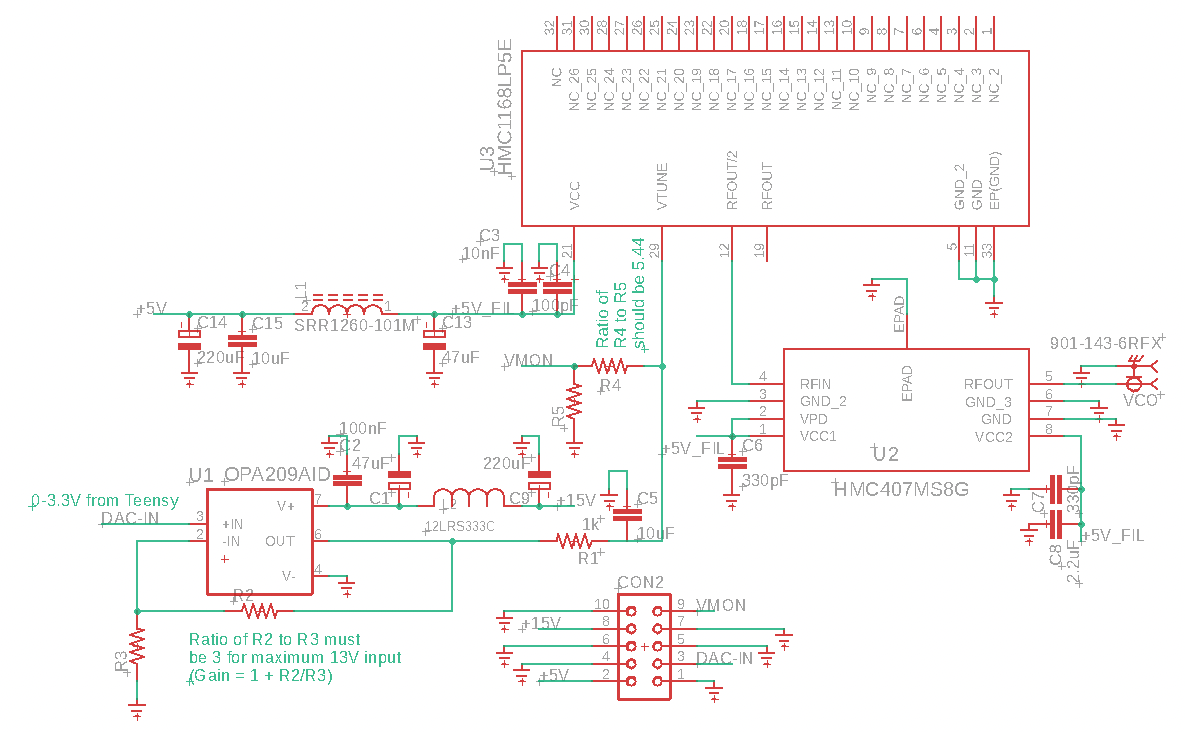 32 31 30 28 27 26 22 25 24 23 22 20 18 17 16 15 14 13 10 9 8 7 6 4 3 2 1
NC NC_26 NC_25 NC_24 NC_23 NC_22 NC_21 NC_20 NC_19 NC_18 NC_17 NC_16 NC_15 NC_14 NC_13 NC_12 NC_11 NC_10 NC_9 NC_8 NC_7 NC_6 NC_5 NC_4 NC_3 NC_2
U3
HMC1168LP5E
VCC VTUNE RFOUT/2 RFOUT GND_2 GND EP(GND)
21 29 12 19 5 11 33
C3
10nF
C4
100pF
+5V
L1
2 1
SRR1260-101M
+5V_FIL
C14
220uF
C15
10uF
C13
47uF
Ratio of
R4 to R5
should be 5.44
VMON
R4
R5
EPAD
EPAD
901-143-6RFX
VCO
4 RFIN
3 GND_2
2 VPD
1 VCC1
RFOUT 5
GND_3 6
GND 7
VCC2 8
U2
HMC407MS8G
+5V_FIL
C6
330pF
C7
330pF
C8
2.2uF
+5V_FIL
100nF
C2
47uF
C1
220uF
C9
L2
12LRS333C
+15V
C5
10uF
1k
R1
U1 OPA209AID
0-3.3V from Teensy
DAC-IN
3 +IN
2 -IN
V+ 7
OUT 6
V- 4
R2
R3
Ratio of R2 to R3 must
be 3 for maximum 13V input
(Gain = 1 + R2/R3)
CON2
10 9 VMON
+15V 8 7
6 5
4 3 DAC-IN
+5V 2 1